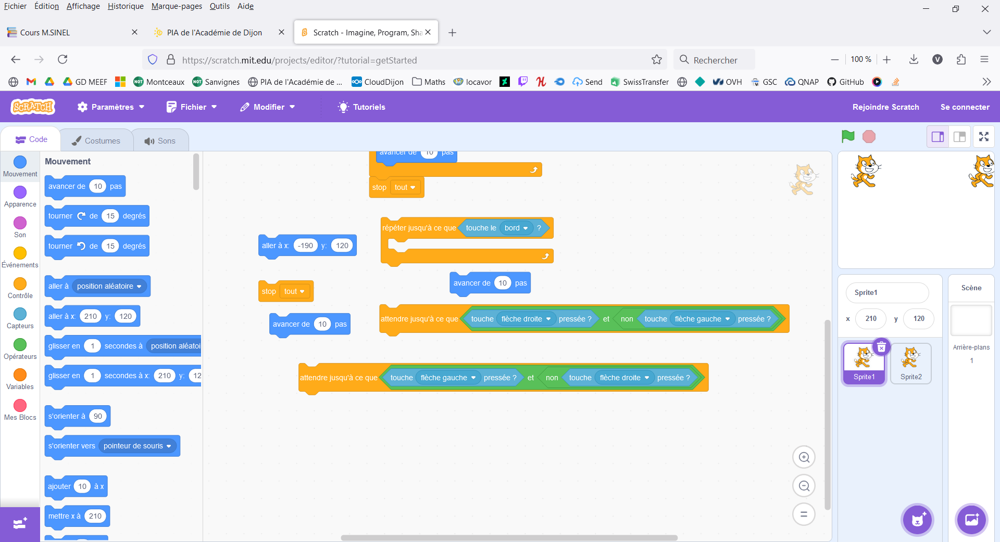 Fichier Édition Affichage Historique Marque-pages Outils Aide
Cours M.SINEL
PIA de l'Académie de Dijon
Scratch - Imagine, Program, Sha
https://scratch.mit.edu/projects/editor/?tutorial=getStarted
Rechercher
100 %
V
GD MEEF
NOT Montceaux
NOT Sanvignes
PIA de l'Académie de ...
CloudDijon
Maths
locavor
Send
SwissTransfer
OVH
GSC
QNAP
GitHub
SCRATCH
Paramètres
Fichier
Modifier
Tutoriels
Rejoindre Scratch
Se connecter
Code
Costumes
Sons
Mouvement
Apparence
Son
Événements
Contrôle
Capteurs
Opérateurs
Variables
Mes Blocs
Mouvement
avancer de 10 pas
tourner de 15 degrés
tourner de 15 degrés
aller à position aléatoire
aller à x: 210 y: 120
glisser en 1 secondes à position aléatoi
glisser en 1 secondes à x: 210 y: 12
s'orienter à 90
s'orienter vers pointeur de souris
ajouter 10 à x
mettre x à 210
avancer de 10 pas
stop tout
répéter jusqu'à ce que touche le bord ?
aller à x: -190 y: 120
avancer de 10 pas
stop tout
attendre jusqu'à ce que touche flèche droite pressée ? et non touche flèche gauche pressée ?
avancer de 10 pas
attendre jusqu'à ce que touche flèche gauche pressée ? et non touche flèche droite pressée ?
Sprite1
x 210 y 120
Sprite1
Sprite2
Scène
Arrière-plans
1